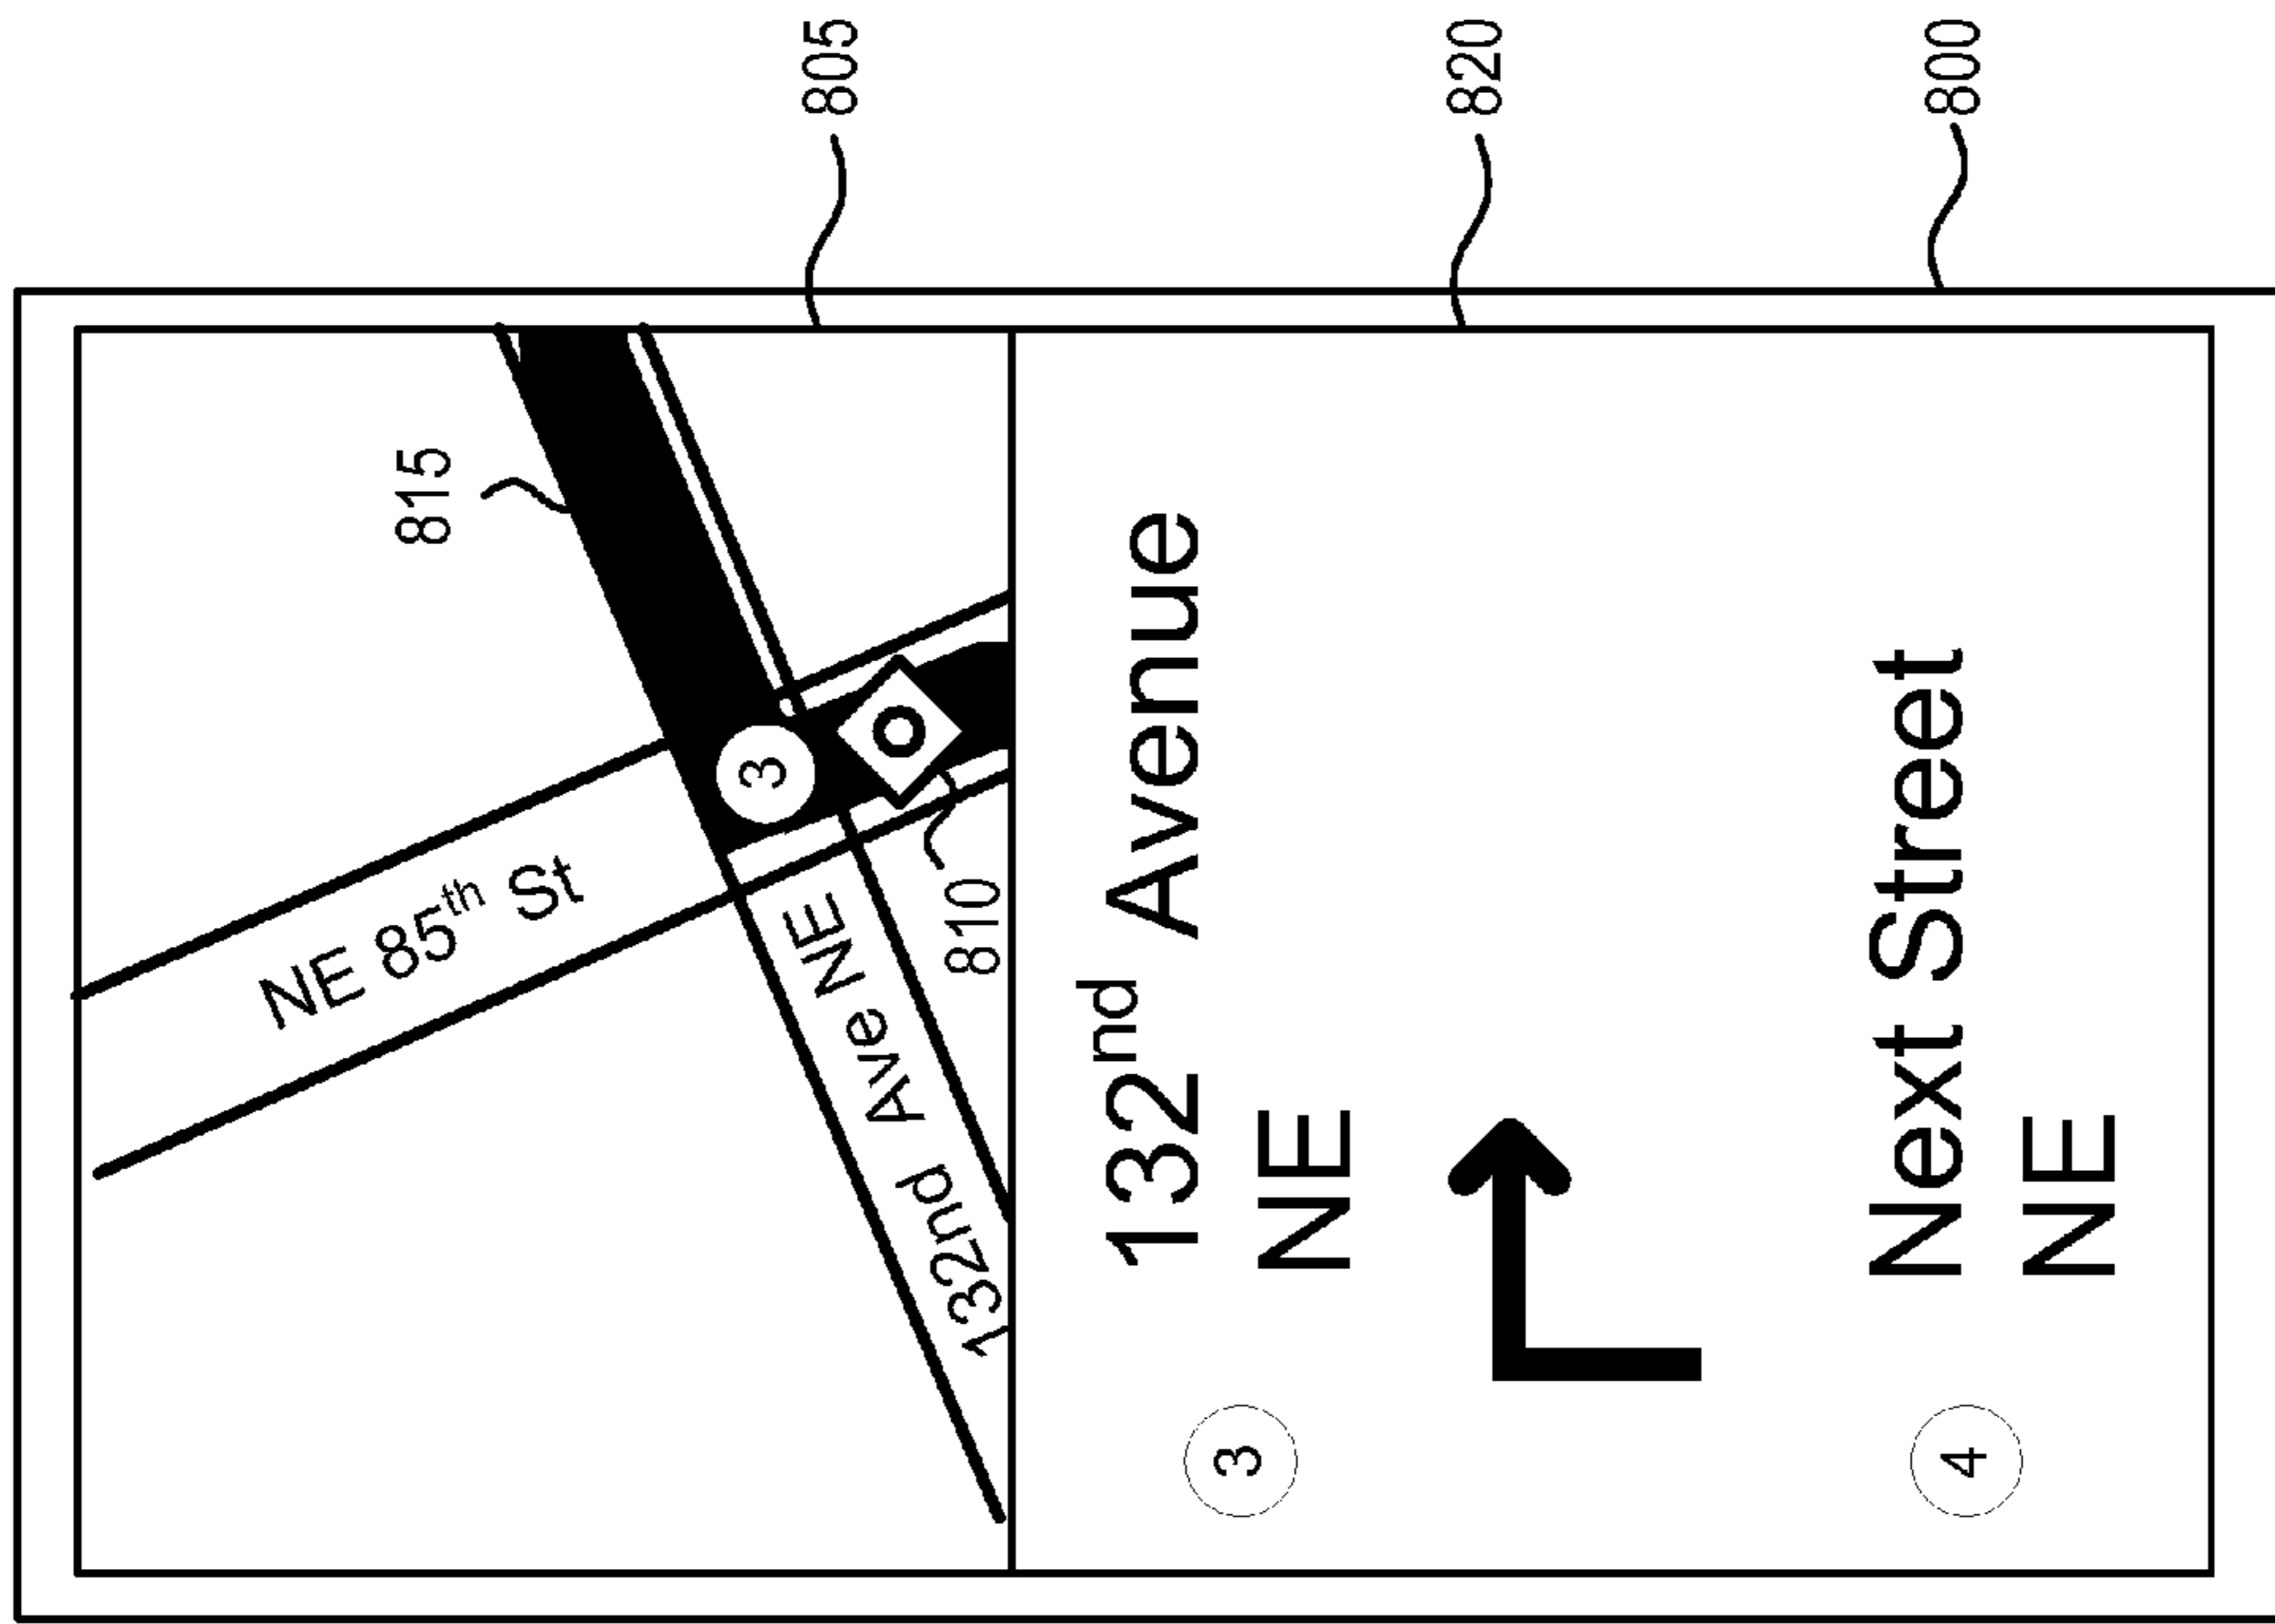 NE 85th St
815
805
3
132nd Ave NE
810
3
132nd Avenue
NE
820
4
Next Street
NE
800